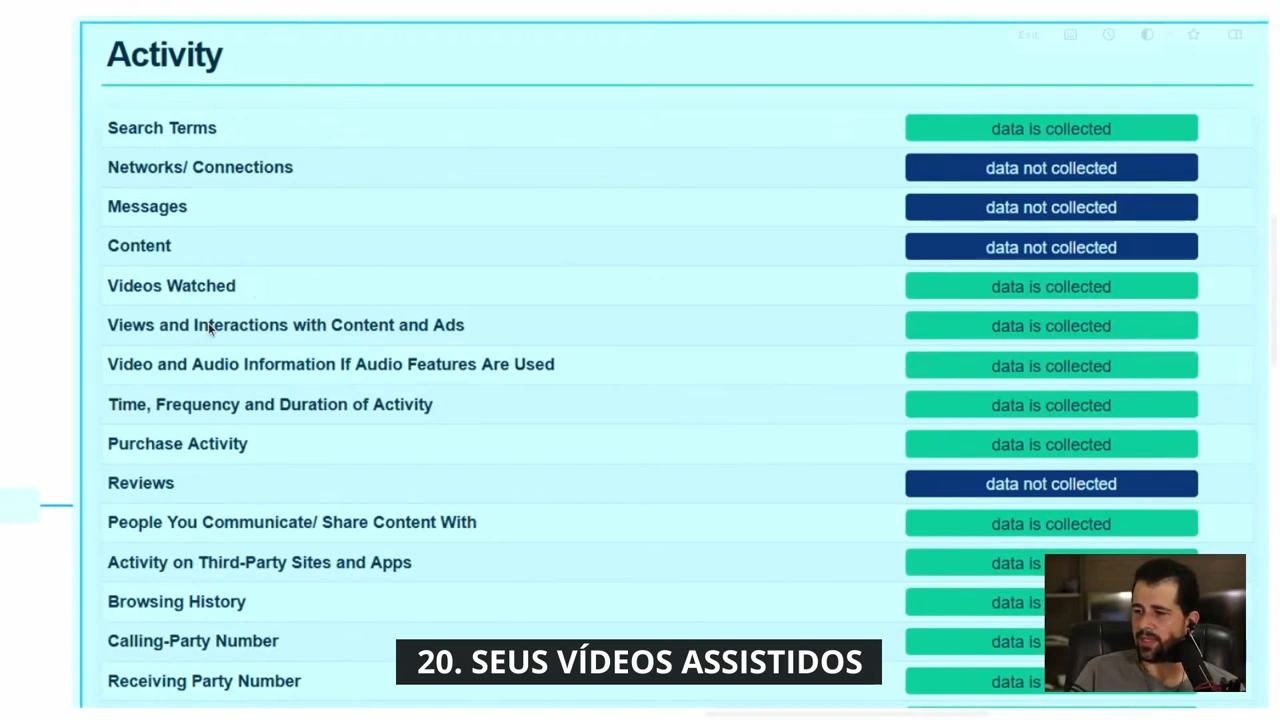 Activity
Exit
Search Terms data is collected
Networks/ Connections data not collected
Messages data not collected
Content data not collected
Videos Watched data is collected
Views and Interactions with Content and Ads data is collected
Video and Audio Information If Audio Features Are Used data is collected
Time, Frequency and Duration of Activity data is collected
Purchase Activity data is collected
Reviews data not collected
People You Communicate/ Share Content With data is collected
Activity on Third-Party Sites and Apps data is
Browsing History data is
Calling-Party Number data is
Receiving Party Number data is
20. SEUS VÍDEOS ASSISTIDOS